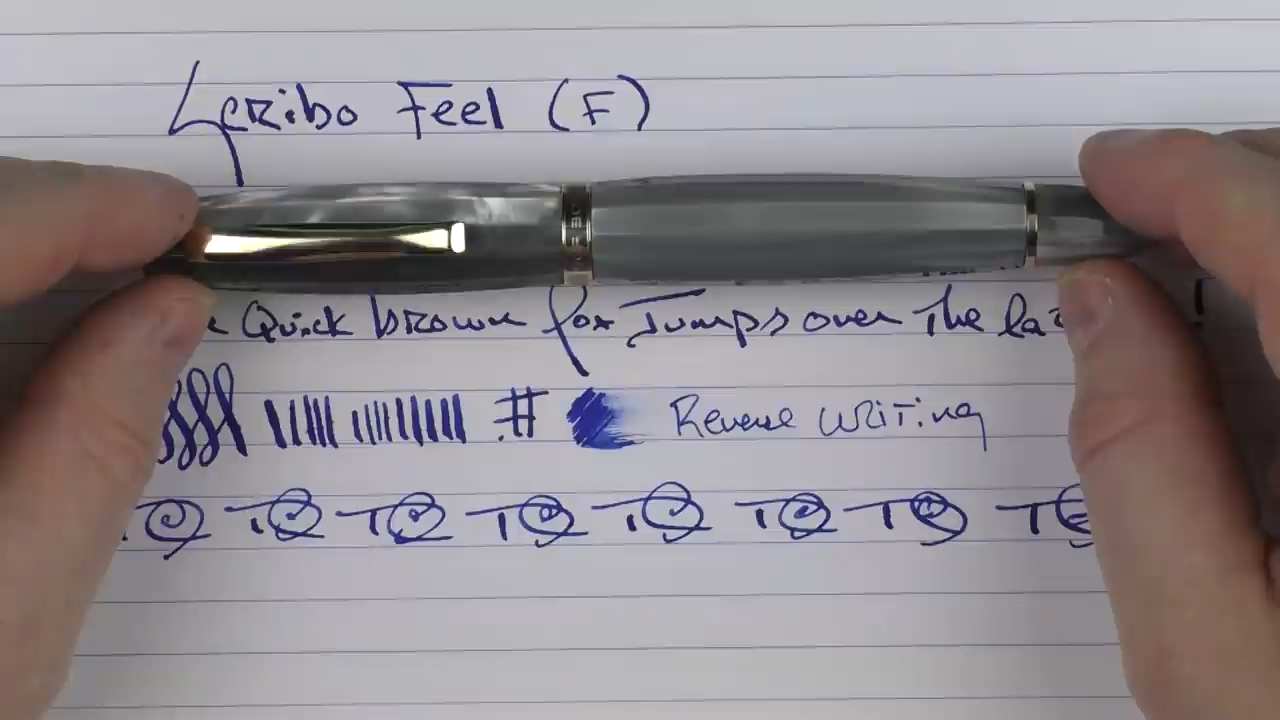 Scribo Feel (F)
Quick brown fox Jumps over The la
# Reverse writing